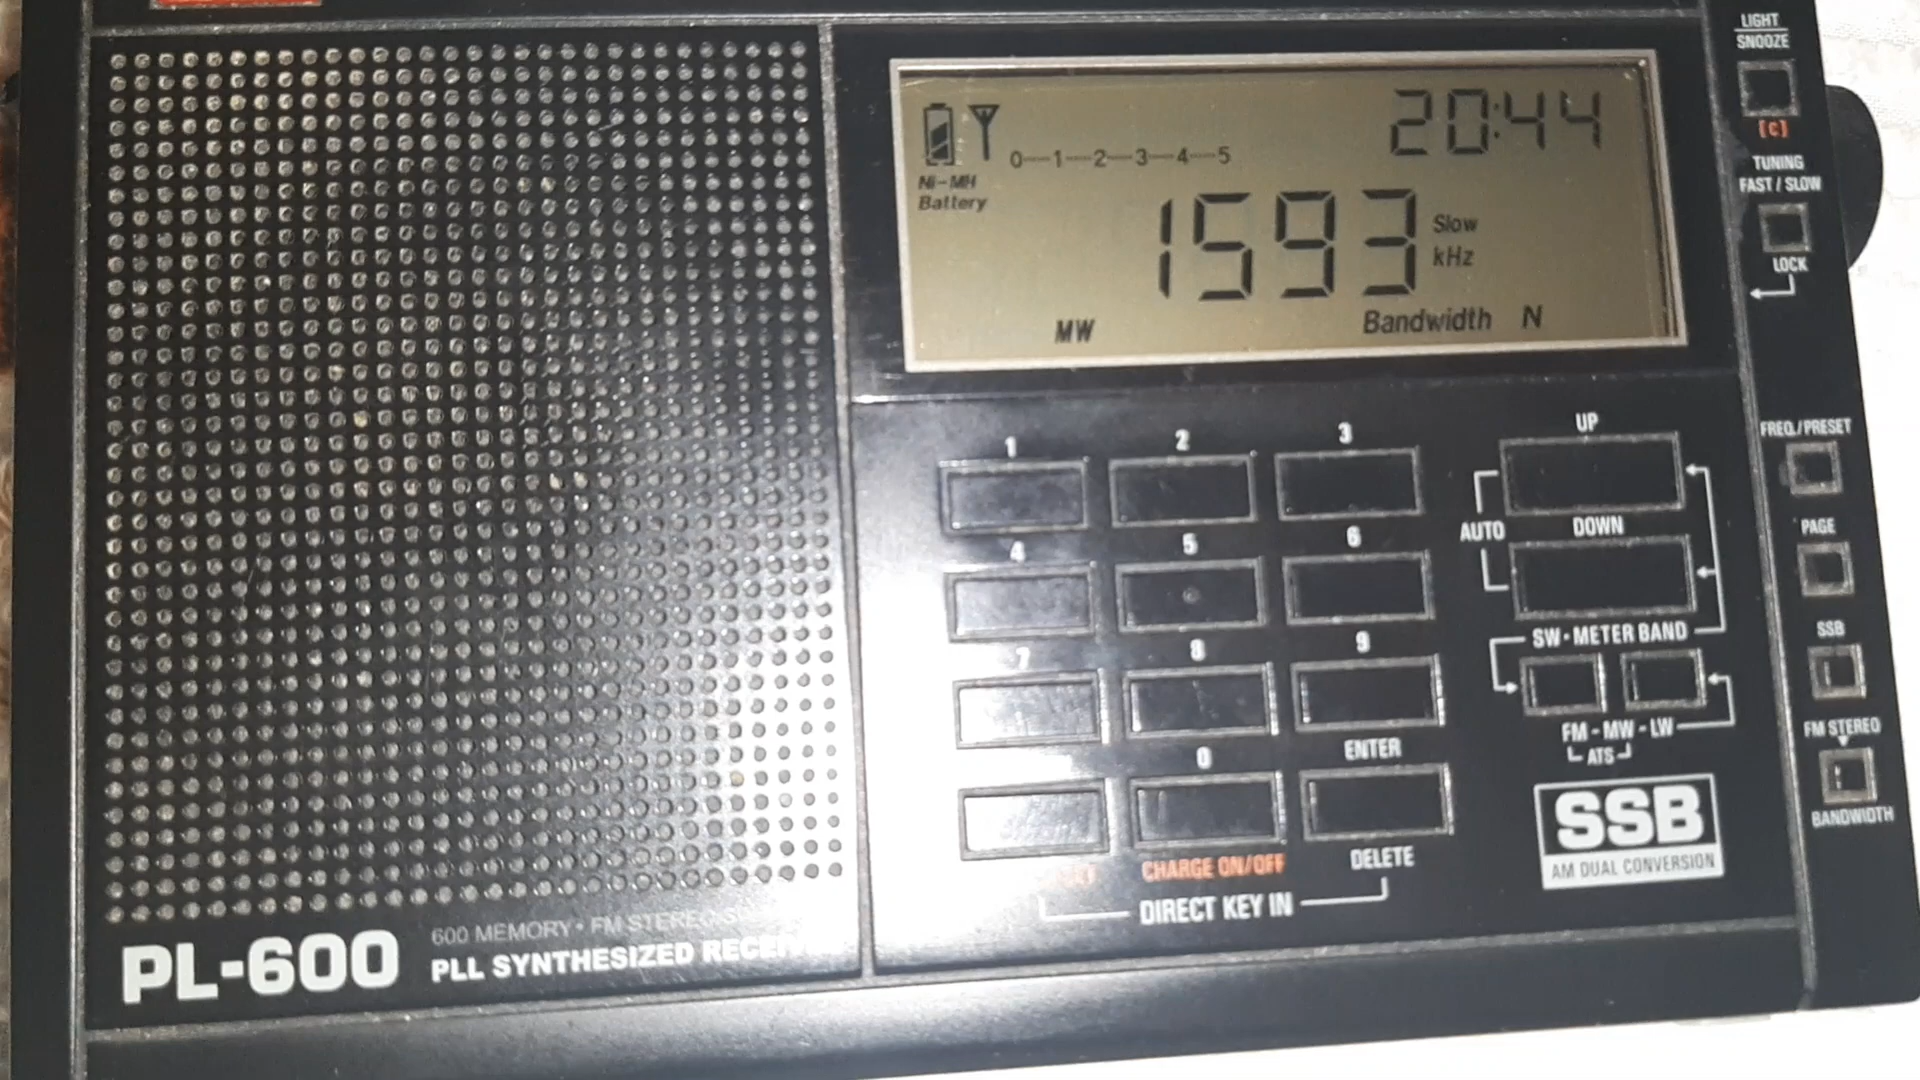 20:44
0----1----2----3----4----5
Ni-MH
Battery
1593
Slow
kHz
MW
Bandwidth N
LIGHT
SNOOZE
[C]
TUNING
FAST / SLOW
LOCK
FREQ./PRESET
PAGE
SSB
FM STEREO
BANDWIDTH
1 2 3
4 5 6
7 8 9
0 ENTER
UP
AUTO
DOWN
SW·METER BAND
FM - MW - LW
ATS
CHARGE ON/OFF
DELETE
DIRECT KEY IN
SSB
AM DUAL CONVERSION
PL-600
600 MEMORY · FM STEREO
PLL SYNTHESIZED